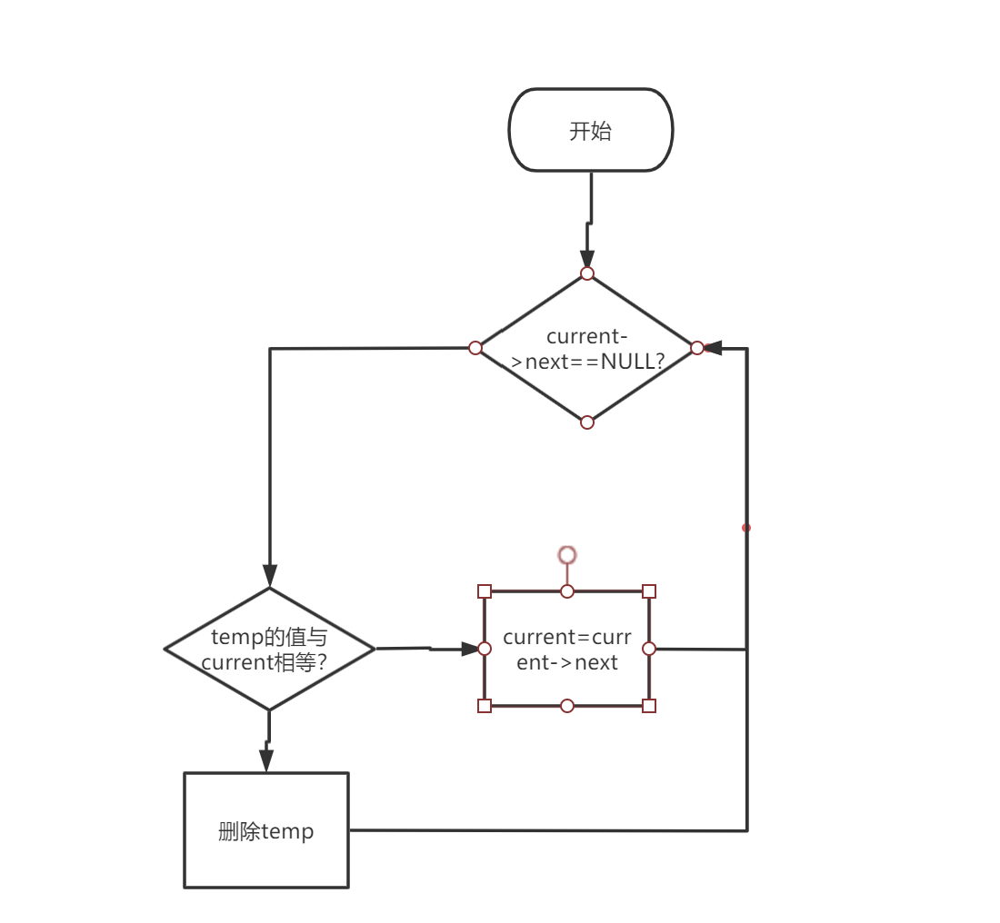 开始
current-
>next==NULL?
temp的值与
current相等?
current=curr
ent->next
删除temp